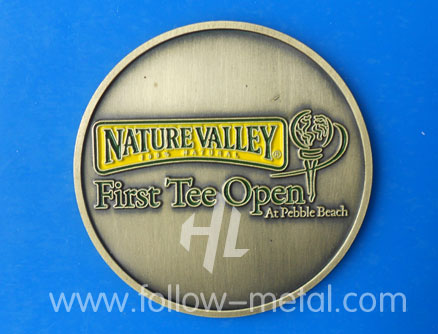 NATURE VALLEY
100% NATURAL
®
First Tee Open
At Pebble Beach
HL
www.follow-metal.com